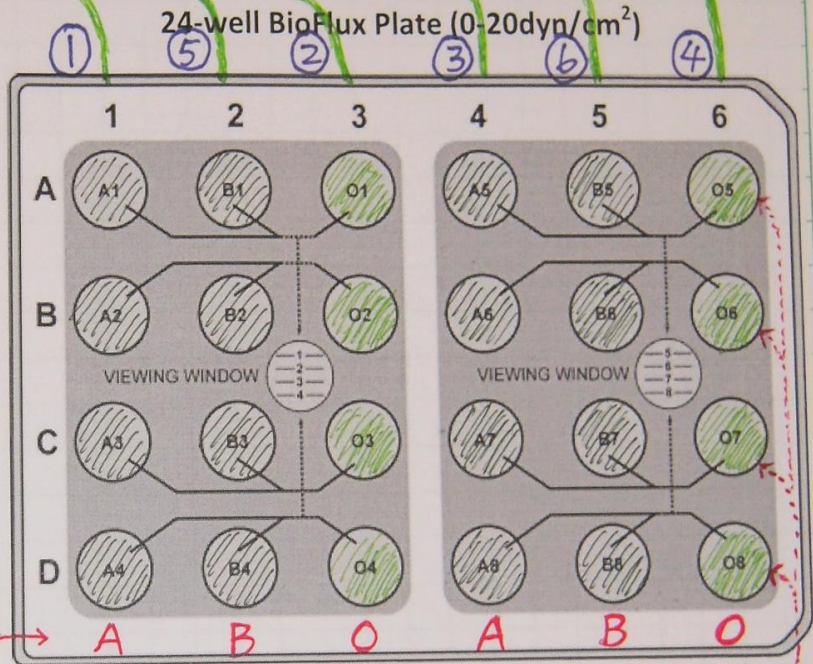 24-well BioFlux Plate (0-20dyn/cm²)
① ⑤ ② ③ ⑥ ④
1 2 3 4 5 6
A A1 B1 O1 A5 B5 O5
B A2 B2 O2 A6 B6 O6
1 5
2 6
VIEWING WINDOW 3 VIEWING WINDOW 7
4 8
C A3 B3 O3 A7 B7 O7
D A4 B4 O4 A8 B8 O8
A B O A B O